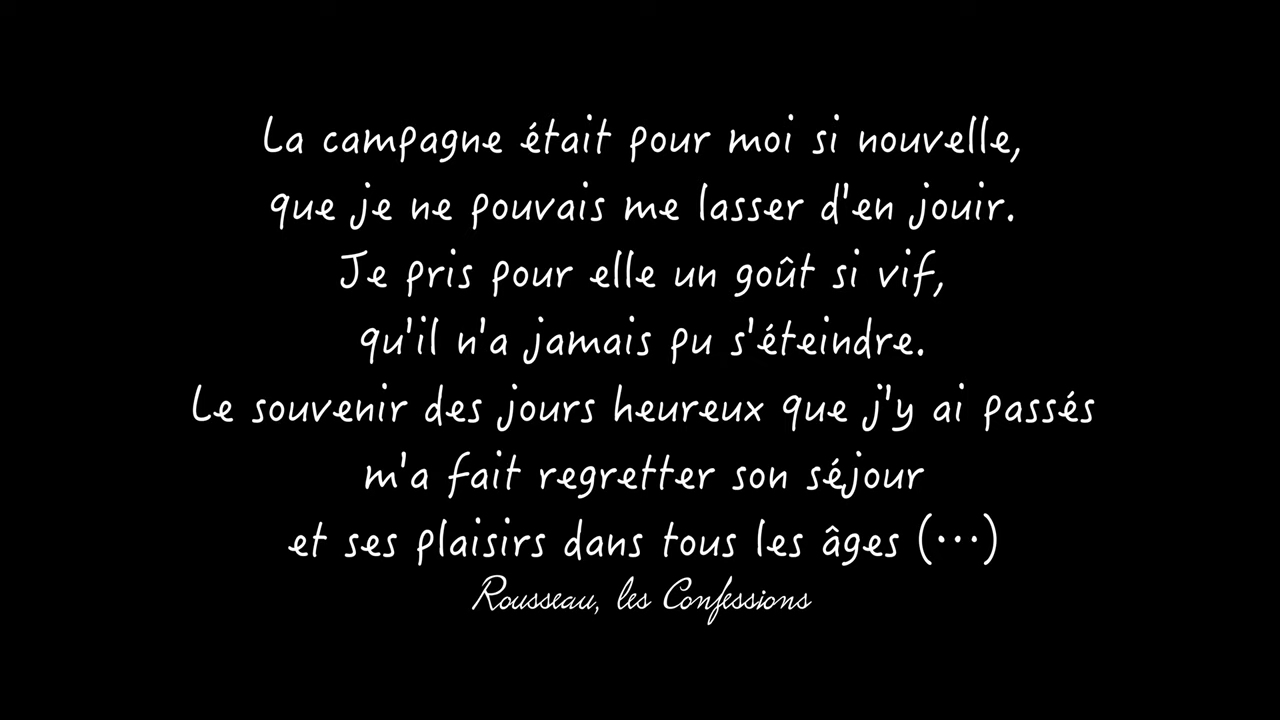 La campagne était pour moi si nouvelle,
que je ne pouvais me lasser d'en jouir.
Je pris pour elle un goût si vif,
qu'il n'a jamais pu s'éteindre.
Le souvenir des jours heureux que j'y ai passés
m'a fait regretter son séjour
et ses plaisirs dans tous les âges (...)
Rousseau, les Confessions